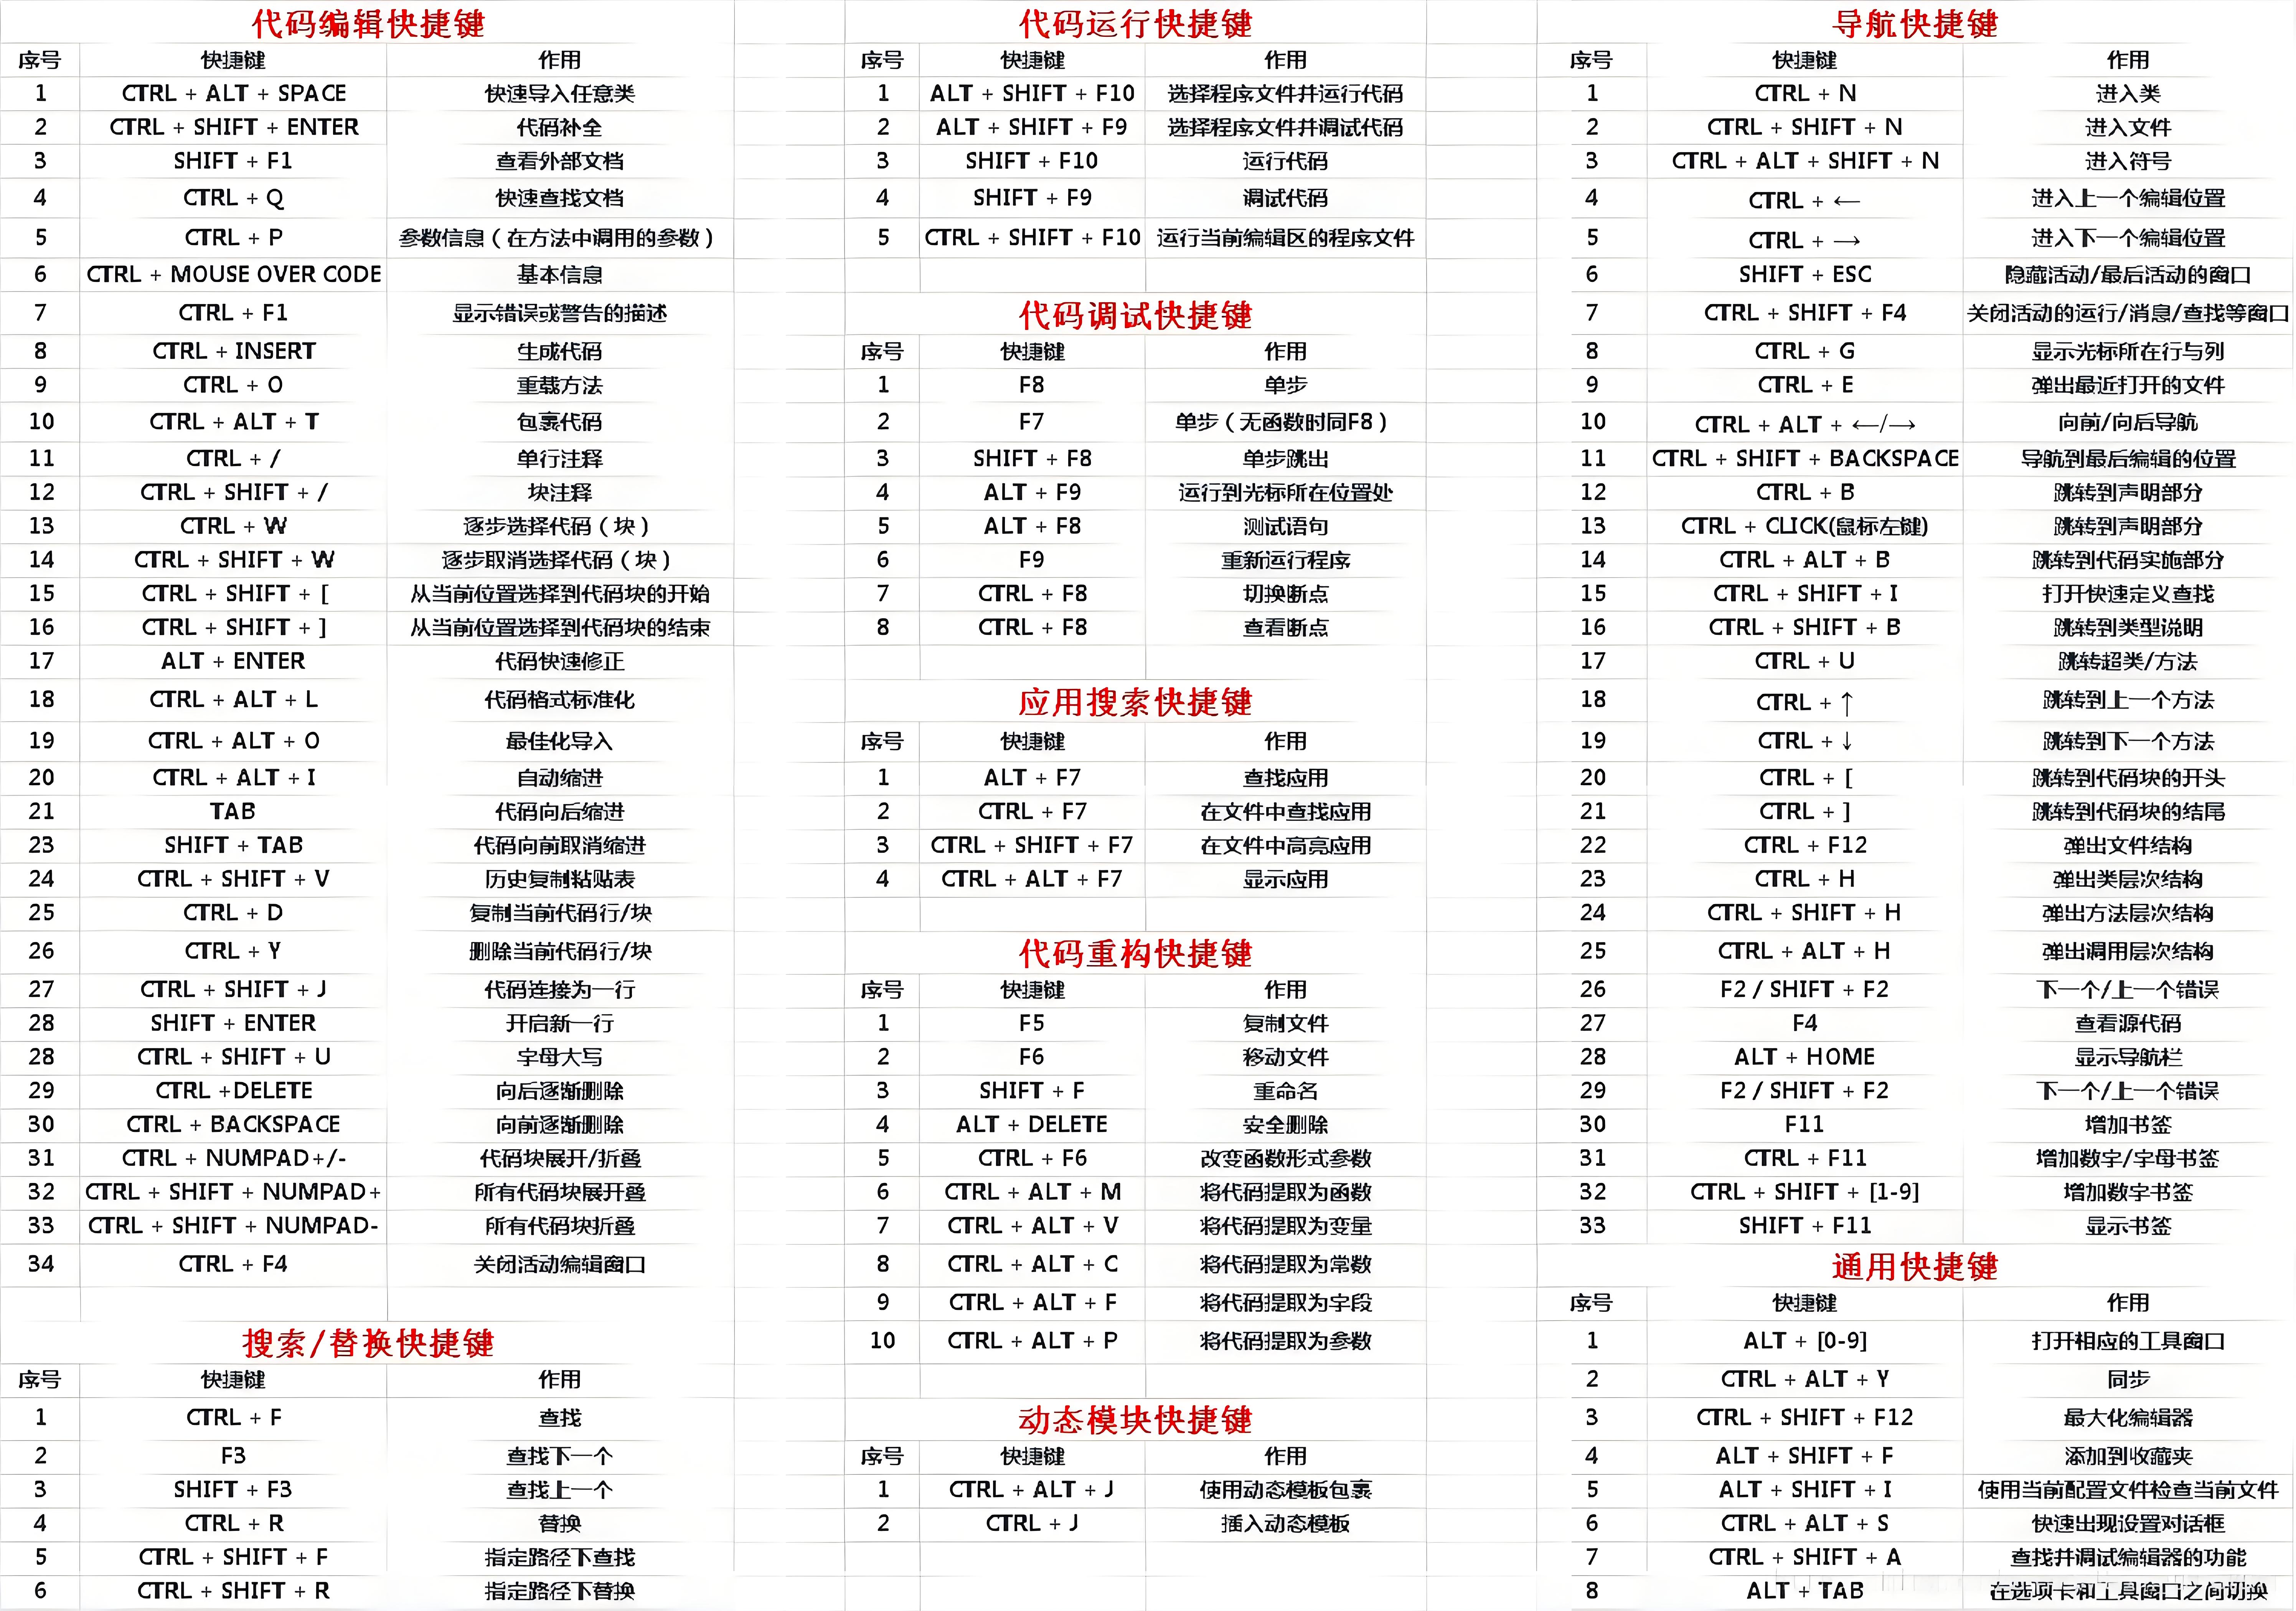 代码编辑快捷键
序号 快捷键 作用
1 CTRL + ALT + SPACE 快速导入任意类
2 CTRL + SHIFT + ENTER 代码补全
3 SHIFT + F1 查看外部文档
4 CTRL + Q 快速查找文档
5 CTRL + P 参数信息（在方法中调用的参数）
6 CTRL + MOUSE OVER CODE 基本信息
7 CTRL + F1 显示错误或警告的描述
8 CTRL + INSERT 生成代码
9 CTRL + O 重载方法
10 CTRL + ALT + T 包裹代码
11 CTRL + / 单行注释
12 CTRL + SHIFT + / 块注释
13 CTRL + W 逐步选择代码（块）
14 CTRL + SHIFT + W 逐步取消选择代码（块）
15 CTRL + SHIFT + [ 从当前位置选择到代码块的开始
16 CTRL + SHIFT + ] 从当前位置选择到代码块的结束
17 ALT + ENTER 代码快速修正
18 CTRL + ALT + L 代码格式标准化
19 CTRL + ALT + O 最佳化导入
20 CTRL + ALT + I 自动缩进
21 TAB 代码向后缩进
23 SHIFT + TAB 代码向前取消缩进
24 CTRL + SHIFT + V 历史复制粘贴表
25 CTRL + D 复制当前代码行/块
26 CTRL + Y 删除当前代码行/块
27 CTRL + SHIFT + J 代码连接为一行
28 SHIFT + ENTER 开启新一行
28 CTRL + SHIFT + U 字母大写
29 CTRL +DELETE 向后逐渐删除
30 CTRL + BACKSPACE 向前逐渐删除
31 CTRL + NUMPAD+/- 代码块展开/折叠
32 CTRL + SHIFT + NUMPAD+ 所有代码块展开叠
33 CTRL + SHIFT + NUMPAD- 所有代码块折叠
34 CTRL + F4 关闭活动编辑窗口
搜索/替换快捷键
序号 快捷键 作用
1 CTRL + F 查找
2 F3 查找下一个
3 SHIFT + F3 查找上一个
4 CTRL + R 替换
5 CTRL + SHIFT + F 指定路径下查找
6 CTRL + SHIFT + R 指定路径下替换
代码运行快捷键
序号 快捷键 作用
1 ALT + SHIFT + F10 选择程序文件并运行代码
2 ALT + SHIFT + F9 选择程序文件并调试代码
3 SHIFT + F10 运行代码
4 SHIFT + F9 调试代码
5 CTRL + SHIFT + F10 运行当前编辑区的程序文件
代码调试快捷键
序号 快捷键 作用
1 F8 单步
2 F7 单步（无函数时同F8）
3 SHIFT + F8 单步跳出
4 ALT + F9 运行到光标所在位置处
5 ALT + F8 测试语句
6 F9 重新运行程序
7 CTRL + F8 切换断点
8 CTRL + F8 查看断点
应用搜索快捷键
序号 快捷键 作用
1 ALT + F7 查找应用
2 CTRL + F7 在文件中查找应用
3 CTRL + SHIFT + F7 在文件中高亮应用
4 CTRL + ALT + F7 显示应用
代码重构快捷键
序号 快捷键 作用
1 F5 复制文件
2 F6 移动文件
3 SHIFT + F 重命名
4 ALT + DELETE 安全删除
5 CTRL + F6 改变函数形式参数
6 CTRL + ALT + M 将代码提取为函数
7 CTRL + ALT + V 将代码提取为变量
8 CTRL + ALT + C 将代码提取为常数
9 CTRL + ALT + F 将代码提取为字段
10 CTRL + ALT + P 将代码提取为参数
动态模块快捷键
序号 快捷键 作用
1 CTRL + ALT + J 使用动态模板包裹
2 CTRL + J 插入动态模板
导航快捷键
序号 快捷键 作用
1 CTRL + N 进入类
2 CTRL + SHIFT + N 进入文件
3 CTRL + ALT + SHIFT + N 进入符号
4 CTRL + ← 进入上一个编辑位置
5 CTRL + → 进入下一个编辑位置
6 SHIFT + ESC 隐藏活动/最后活动的窗口
7 CTRL + SHIFT + F4 关闭活动的运行/消息/查找等窗口
8 CTRL + G 显示光标所在行与列
9 CTRL + E 弹出最近打开的文件
10 CTRL + ALT + ←/→ 向前/向后导航
11 CTRL + SHIFT + BACKSPACE 导航到最后编辑的位置
12 CTRL + B 跳转到声明部分
13 CTRL + CLICK(鼠标左键) 跳转到声明部分
14 CTRL + ALT + B 跳转到代码实施部分
15 CTRL + SHIFT + I 打开快速定义查找
16 CTRL + SHIFT + B 跳转到类型说明
17 CTRL + U 跳转超类/方法
18 CTRL + ↑ 跳转到上一个方法
19 CTRL + ↓ 跳转到下一个方法
20 CTRL + [ 跳转到代码块的开头
21 CTRL + ] 跳转到代码块的结尾
22 CTRL + F12 弹出文件结构
23 CTRL + H 弹出类层次结构
24 CTRL + SHIFT + H 弹出方法层次结构
25 CTRL + ALT + H 弹出调用层次结构
26 F2 / SHIFT + F2 下一个/上一个错误
27 F4 查看源代码
28 ALT + HOME 显示导航栏
29 F2 / SHIFT + F2 下一个/上一个错误
30 F11 增加书签
31 CTRL + F11 增加数字/字母书签
32 CTRL + SHIFT + [1-9] 增加数字书签
33 SHIFT + F11 显示书签
通用快捷键
序号 快捷键 作用
1 ALT + [0-9] 打开相应的工具窗口
2 CTRL + ALT + Y 同步
3 CTRL + SHIFT + F12 最大化编辑器
4 ALT + SHIFT + F 添加到收藏夹
5 ALT + SHIFT + I 使用当前配置文件检查当前文件
6 CTRL + ALT + S 快速出现设置对话框
7 CTRL + SHIFT + A 查找并调试编辑器的功能
8 ALT + TAB 在选项卡和工具窗口之间切换